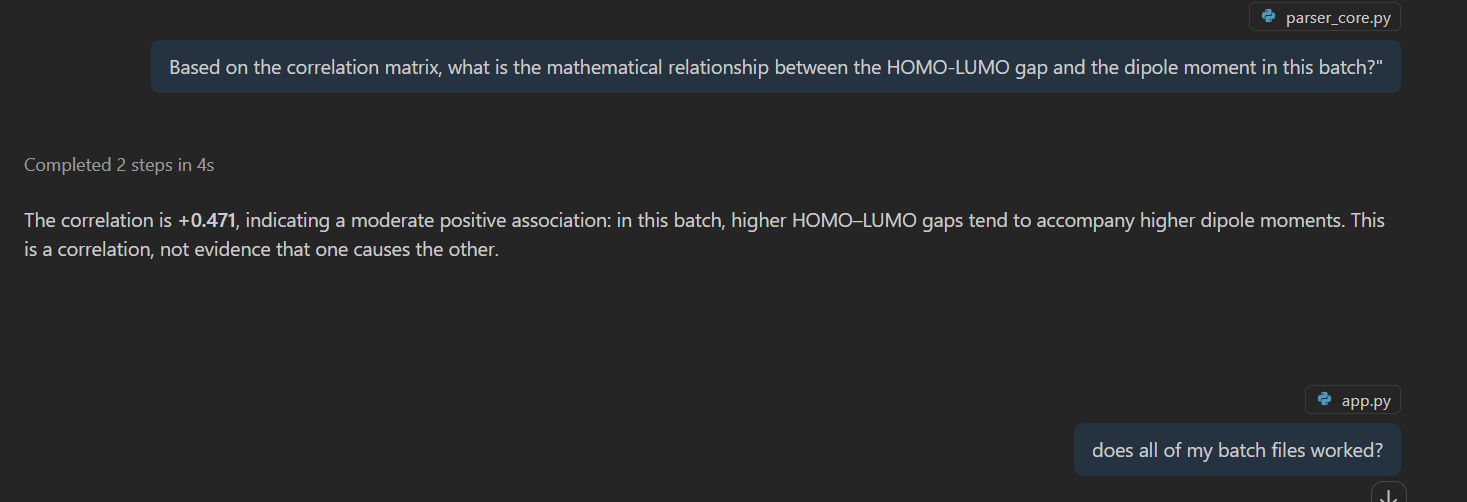 parser_core.py
Based on the correlation matrix, what is the mathematical relationship between the HOMO-LUMO gap and the dipole moment in this batch?"
Completed 2 steps in 4s
The correlation is +0.471, indicating a moderate positive association: in this batch, higher HOMO–LUMO gaps tend to accompany higher dipole moments. This
is a correlation, not evidence that one causes the other.
app.py
does all of my batch files worked?